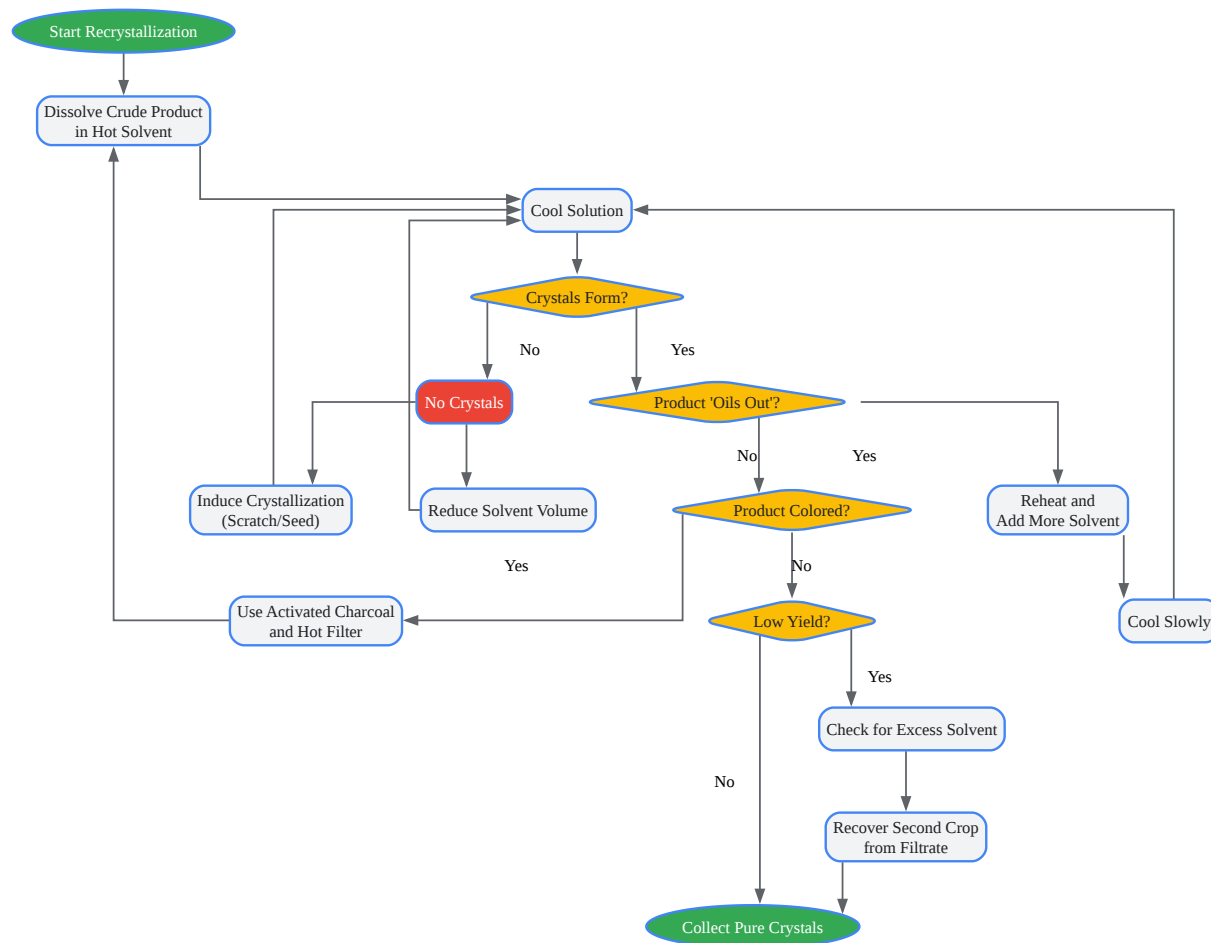 Start Recrystallization
Dissolve Crude Product
in Hot Solvent
Cool Solution
Crystals Form?
No
Yes
No Crystals
Product 'Oils Out'?
No
Yes
Induce Crystallization
(Scratch/Seed)
Reduce Solvent Volume
Product Colored?
Reheat and
Add More Solvent
Yes
No
Use Activated Charcoal
and Hot Filter
Low Yield?
Cool Slowly
Yes
Check for Excess Solvent
No
Recover Second Crop
from Filtrate
Collect Pure Crystals